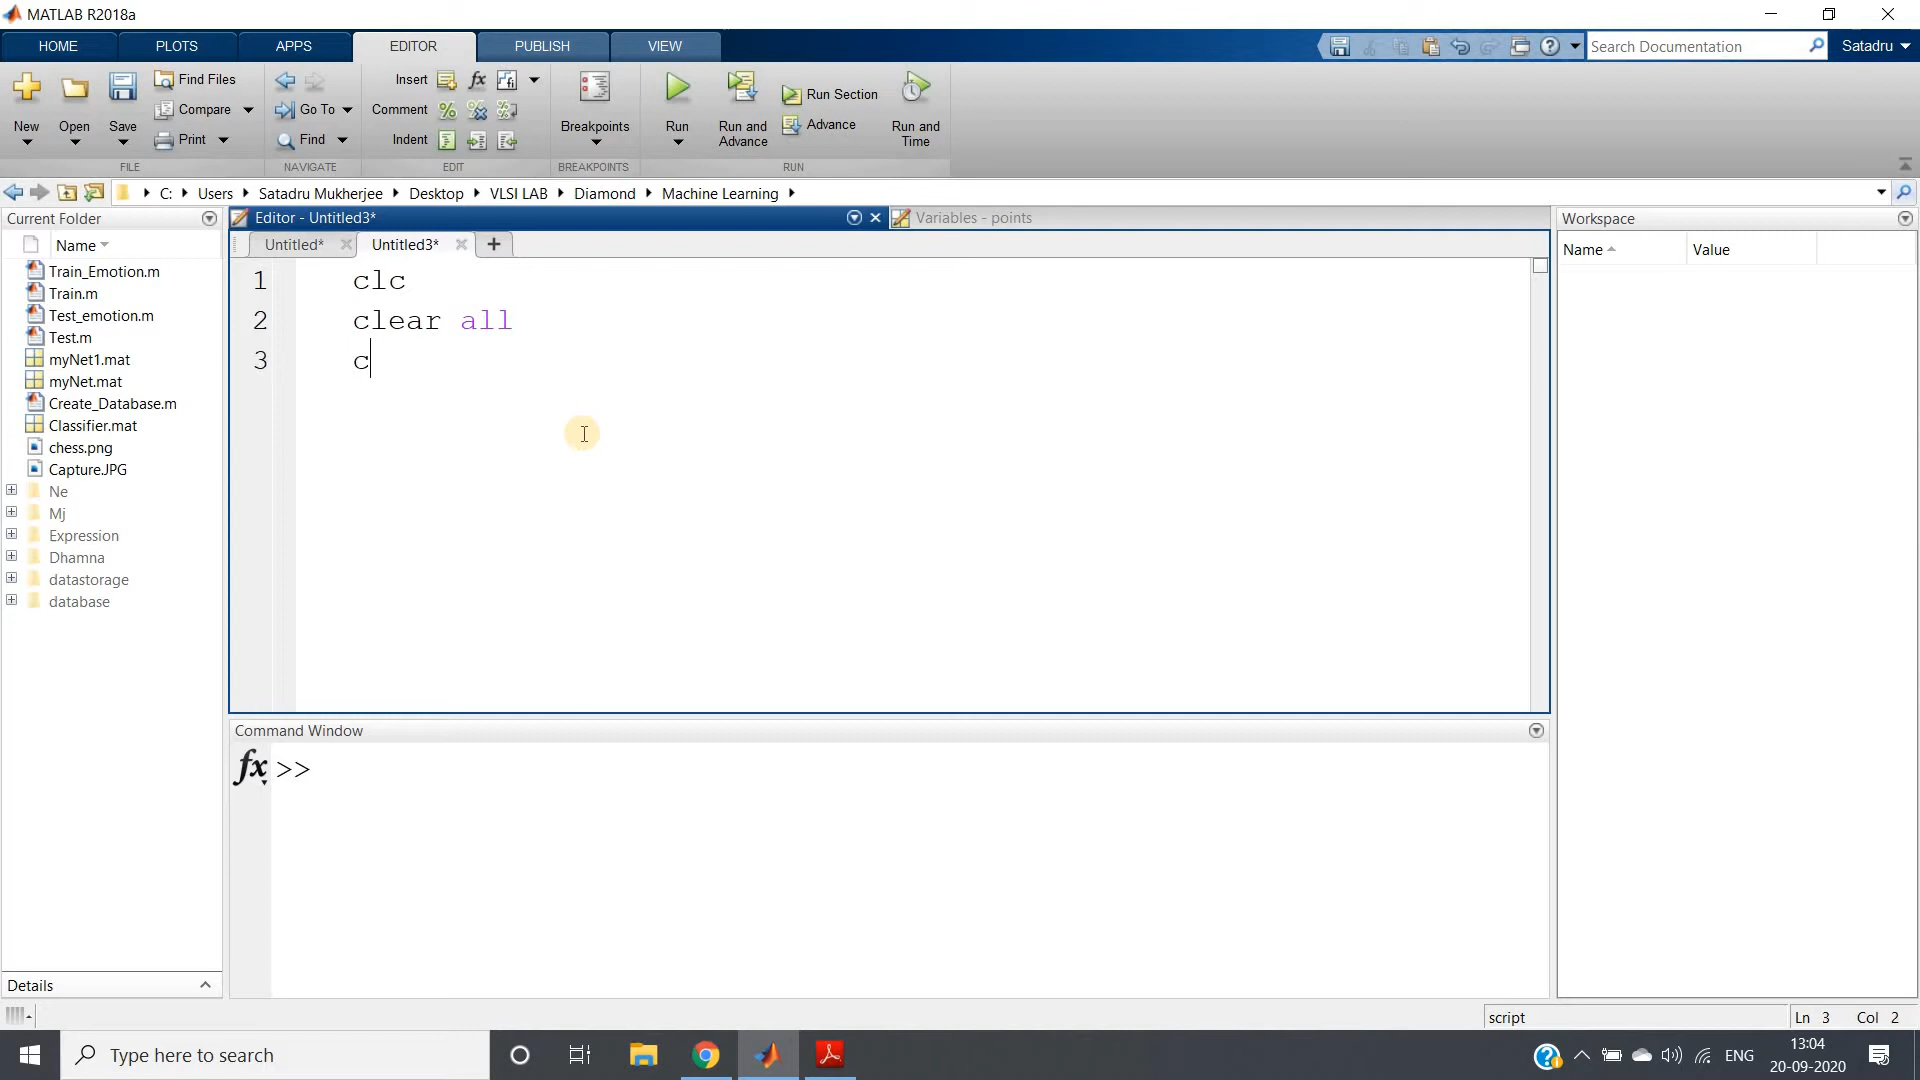 MATLAB R2018a
HOME PLOTS APPS EDITOR PUBLISH VIEW
Search Documentation
Satadru
New
Open
Save
Find Files
Compare
Print
FILE
Go To
Find
NAVIGATE
Insert
Comment
Indent
EDIT
Breakpoints
BREAKPOINTS
Run
Run and Advance
Run Section
Advance
Run and Time
RUN
C: Users Satadru Mukherjee Desktop VLSI LAB Diamond Machine Learning
Current Folder
Name
Train_Emotion.m
Train.m
Test_emotion.m
Test.m
myNet1.mat
myNet.mat
Create_Database.m
Classifier.mat
chess.png
Capture.JPG
Ne
Mj
Expression
Dhamna
datastorage
database
Details
Editor - Untitled3*
Variables - points
Untitled* Untitled3*
1 clc
2 clear all
3 c
Command Window
fx >>
Workspace
Name Value
script
Ln 3 Col 2
Type here to search
ENG
13:04
20-09-2020